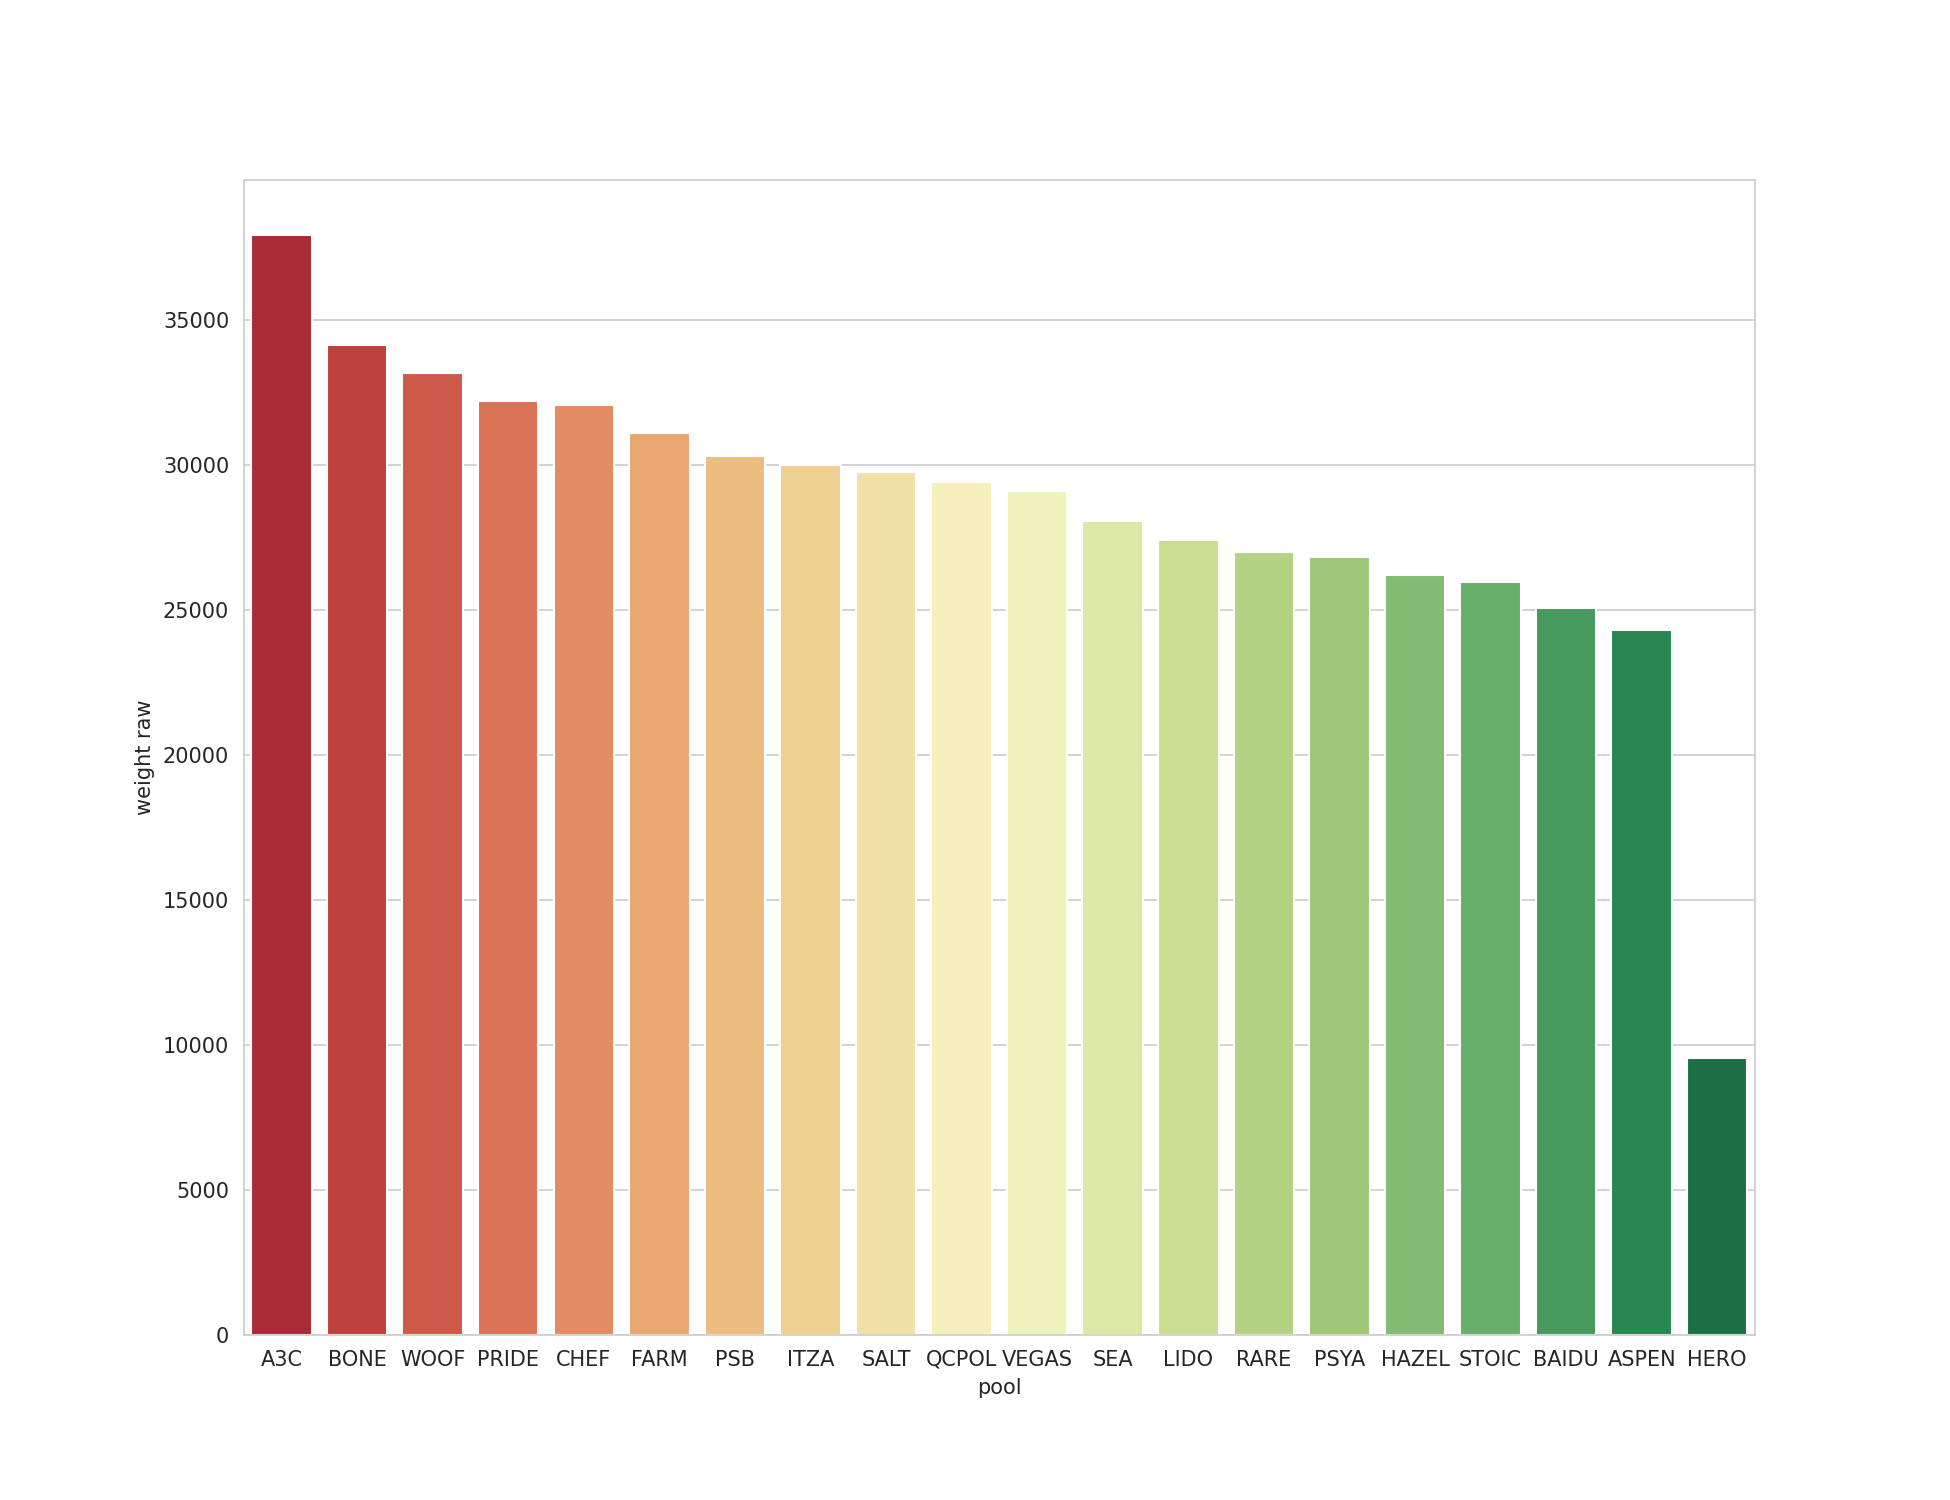 35000
30000
25000
20000
15000
10000
5000
0
weight raw
A3C BONE WOOF PRIDE CHEF FARM PSB ITZA SALT QCPOL VEGAS SEA LIDO RARE PSYA HAZEL STOIC BAIDU ASPEN HERO
pool